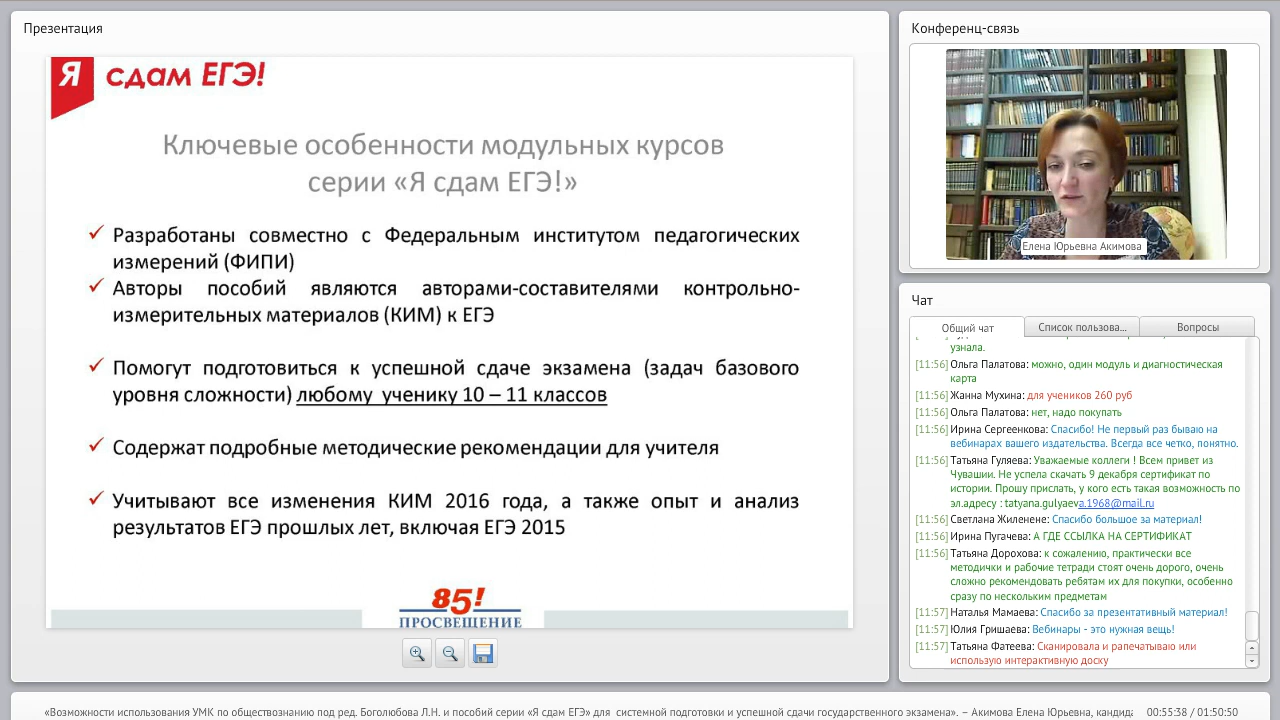 Презентация
Я сдам ЕГЭ!
Ключевые особенности модульных курсов
серии «Я сдам ЕГЭ!»
Разработаны совместно с Федеральным институтом педагогических
измерений (ФИПИ)
Авторы пособий являются авторами-составителями контрольно-
измерительных материалов (КИМ) к ЕГЭ
Помогут подготовиться к успешной сдаче экзамена (задач базового
уровня сложности) любому ученику 10 – 11 классов
Содержат подробные методические рекомендации для учителя
Учитывают все изменения КИМ 2016 года, а также опыт и анализ
результатов ЕГЭ прошлых лет, включая ЕГЭ 2015
85!
ПРОСВЕЩЕНИЕ
Конференц-связь
Елена Юрьевна Акимова
Чат
Общий чат
Список пользова...
Вопросы
узнала.
[11:56] Ольга Палатова: можно, один модуль и диагностическая
карта
[11:56] Жанна Мухина: для учеников 260 руб
[11:56] Ольга Палатова: нет, надо покупать
[11:56] Ирина Сергеенкова: Спасибо! Не первый раз бываю на
вебинарах вашего издательства. Всегда все четко, понятно.
[11:56] Татьяна Гуляева: Уважаемые коллеги ! Всем привет из
Чувашии. Не успела скачать 9 декабря сертификат по
истории. Прошу прислать, у кого есть такая возможность по
эл.адресу : tatyana.gulyaeva.1968@mail.ru
[11:56] Светлана Жиленене: Спасибо большое за материал!
[11:56] Ирина Пугачева: А ГДЕ ССЫЛКА НА СЕРТИФИКАТ
[11:56] Татьяна Дорохова: к сожалению, практически все
методички и рабочие тетради стоят очень дорого, очень
сложно рекомендовать ребятам их для покупки, особенно
сразу по нескольким предметам
[11:57] Наталья Мамаева: Спасибо за презентативный материал!
[11:57] Юлия Гришаева: Вебинары - это нужная вещь!
[11:57] Татьяна Фатеева: Сканировала и рапечатываю или
использую интерактивную доску
«Возможности использования УМК по обществознанию под ред. Боголюбова Л.Н. и пособий серии «Я сдам ЕГЭ» для системной подготовки и успешной сдачи государственного экзамена». – Акимова Елена Юрьевна, кандида
00:55:38 / 01:50:50